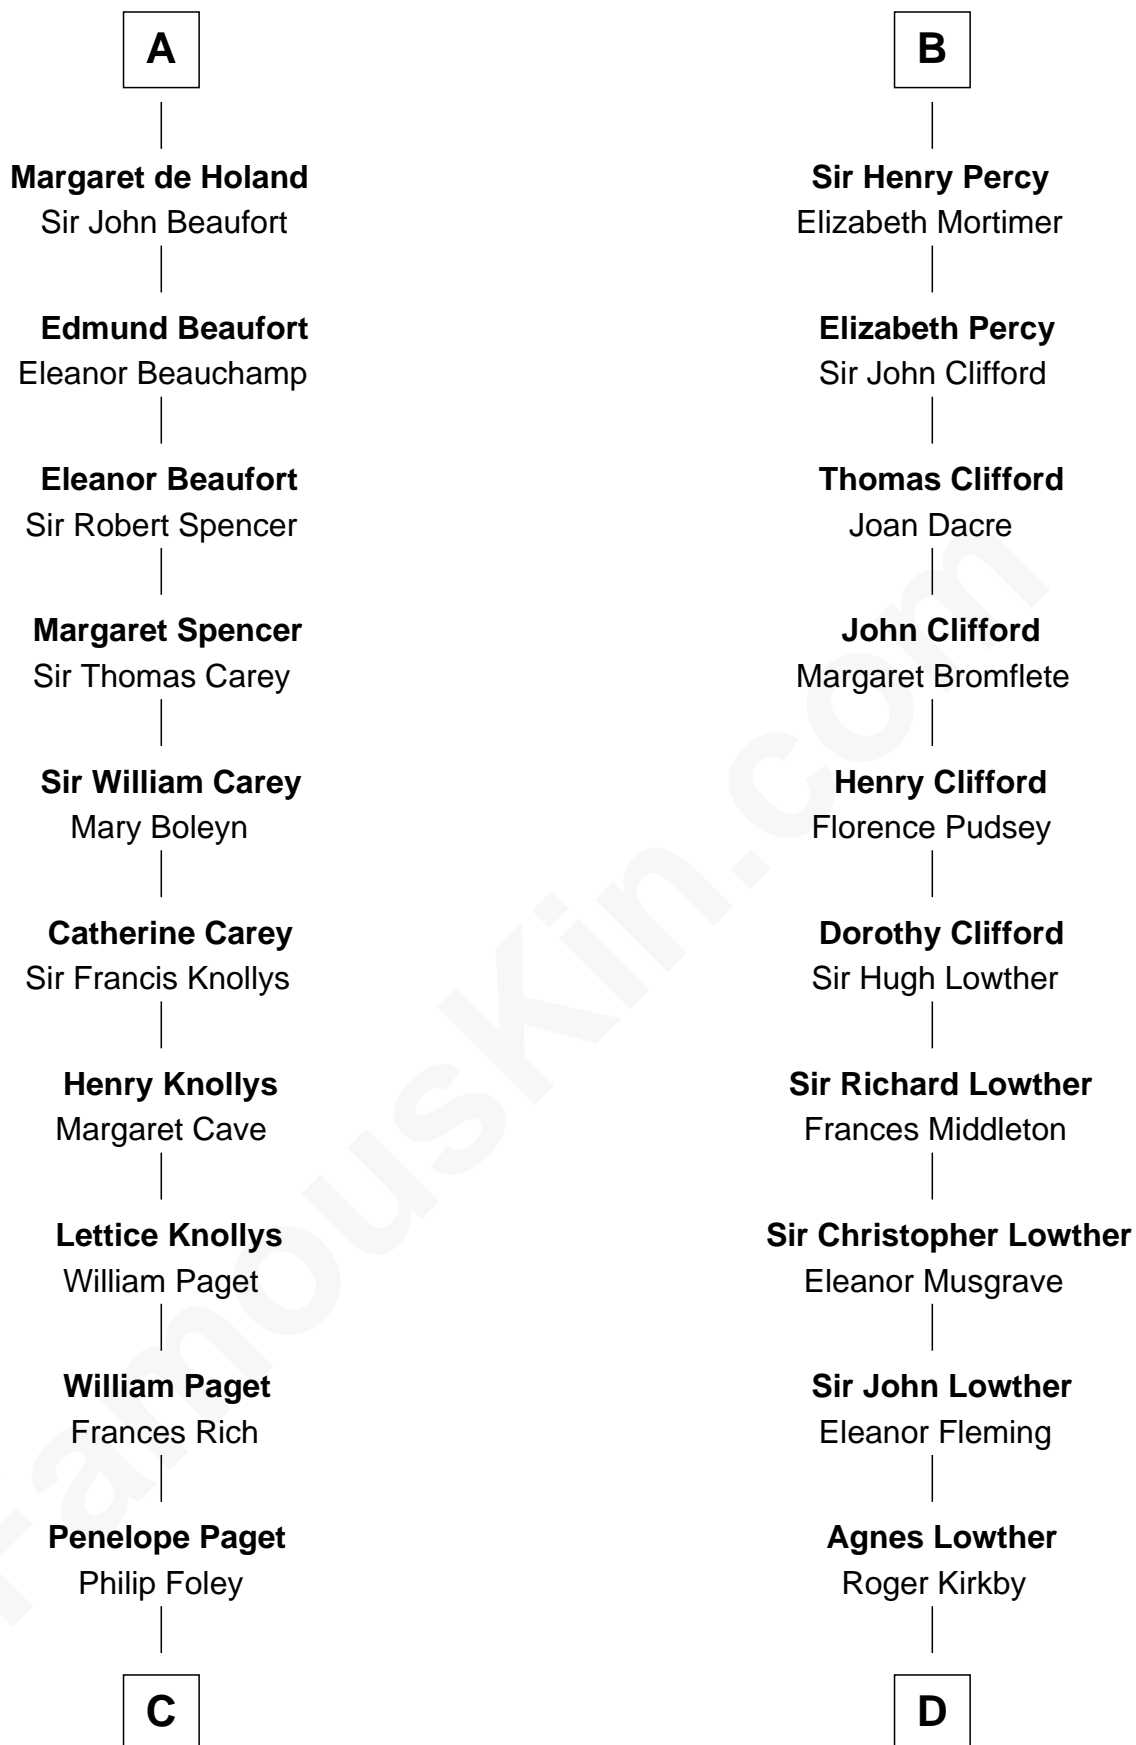 A
Margaret de Holand
Sir John Beaufort
Edmund Beaufort
Eleanor Beauchamp
Eleanor Beaufort
Sir Robert Spencer
Margaret Spencer
Sir Thomas Carey
Sir William Carey
Mary Boleyn
Catherine Carey
Sir Francis Knollys
Henry Knollys
Margaret Cave
Lettice Knollys
William Paget
William Paget
Frances Rich
Penelope Paget
Philip Foley
C
B
Sir Henry Percy
Elizabeth Mortimer
Elizabeth Percy
Sir John Clifford
Thomas Clifford
Joan Dacre
John Clifford
Margaret Bromflete
Henry Clifford
Florence Pudsey
Dorothy Clifford
Sir Hugh Lowther
Sir Richard Lowther
Frances Middleton
Sir Christopher Lowther
Eleanor Musgrave
Sir John Lowther
Eleanor Fleming
Agnes Lowther
Roger Kirkby
D
FamousKin.com